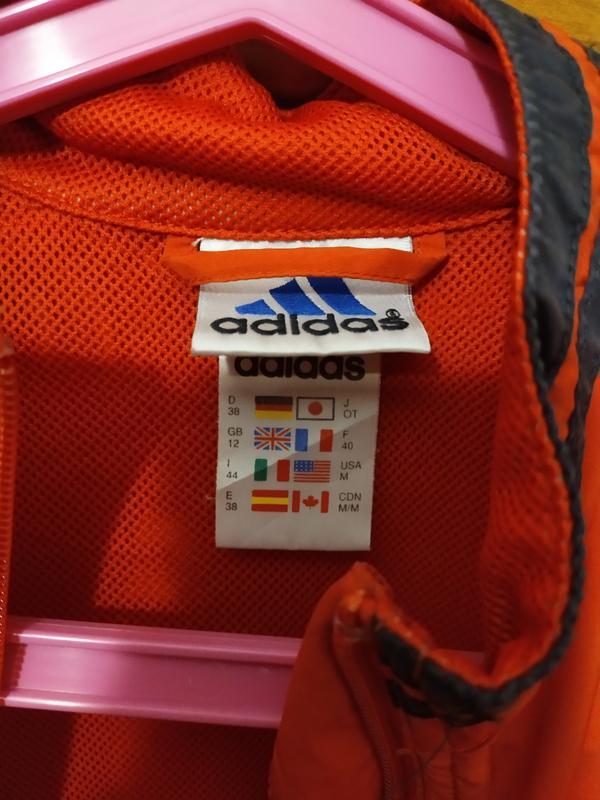 adidas®
adidas
D 38 J OT
GB 12 F 40
I 44 USA M
E 38 CDN M/M